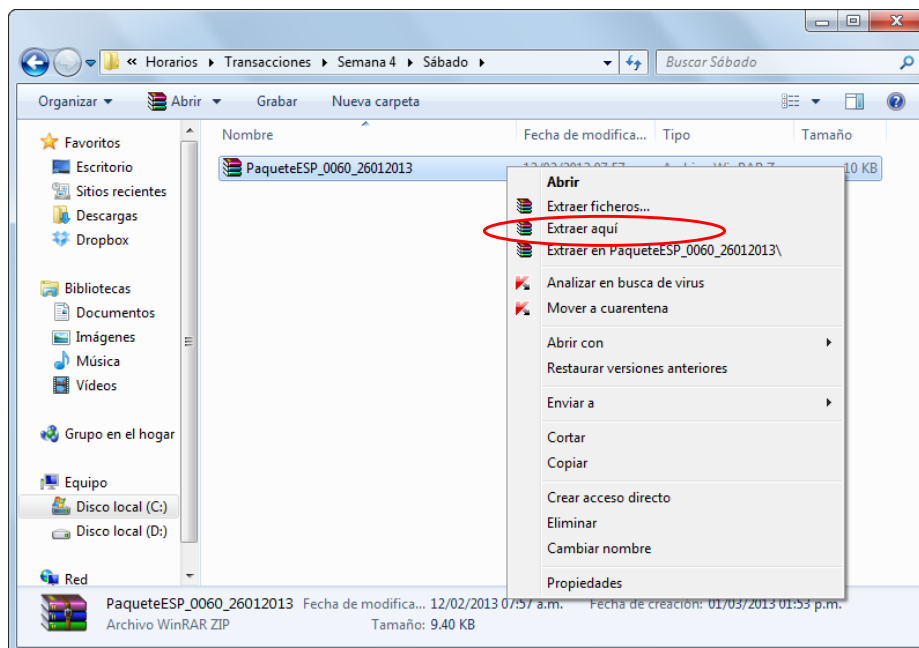 « Horarios ▸ Transacciones ▸ Semana 4 ▸ Sábado ▸
Buscar Sábado
Organizar Abrir Grabar Nueva carpeta
Nombre Fecha de modifica... Tipo Tamaño
PaqueteESP_0060_26012013 10 KB
Favoritos
Escritorio
Sitios recientes
Descargas
Dropbox
Bibliotecas
Documentos
Imágenes
Música
Vídeos
Grupo en el hogar
Equipo
Disco local (C:)
Disco local (D:)
Red
Abrir
Extraer ficheros...
Extraer aquí
Extraer en PaqueteESP_0060_26012013\
Analizar en busca de virus
Mover a cuarentena
Abrir con
Restaurar versiones anteriores
Enviar a
Cortar
Copiar
Crear acceso directo
Eliminar
Cambiar nombre
Propiedades
PaqueteESP_0060_26012013 Fecha de modifica... 12/02/2013 07:57 a.m. Fecha de creación: 01/03/2013 01:53 p.m.
Archivo WinRAR ZIP Tamaño: 9.40 KB